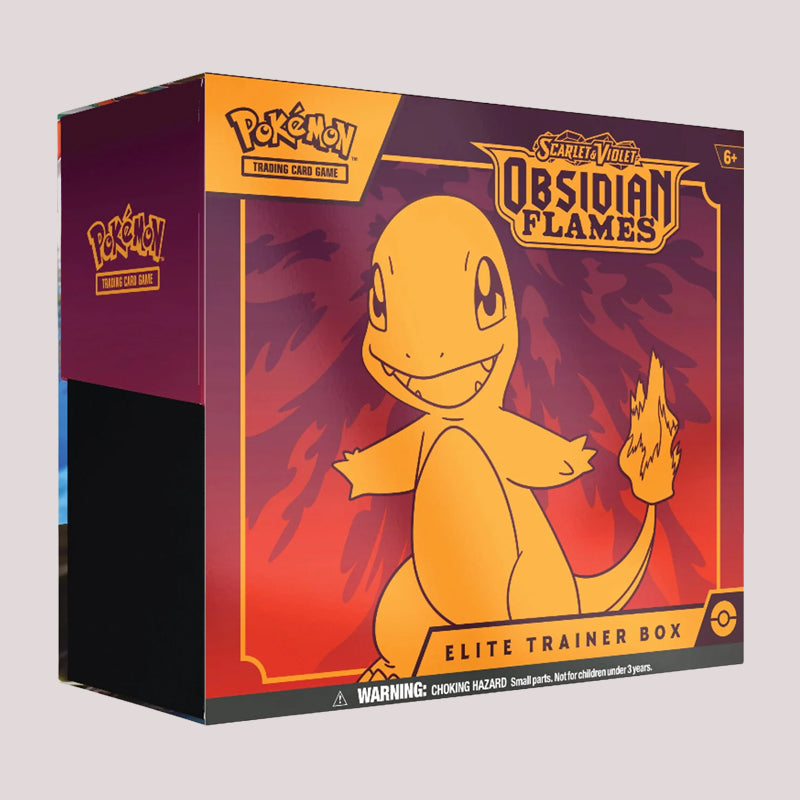 POKéMON
TRADING CARD GAME
POKéMON
TRADING CARD GAME
SCARLET & VIOLET
OBSIDIAN
FLAMES
6+
ELITE TRAINER BOX
WARNING: CHOKING HAZARD Small parts. Not for children under 3 years.